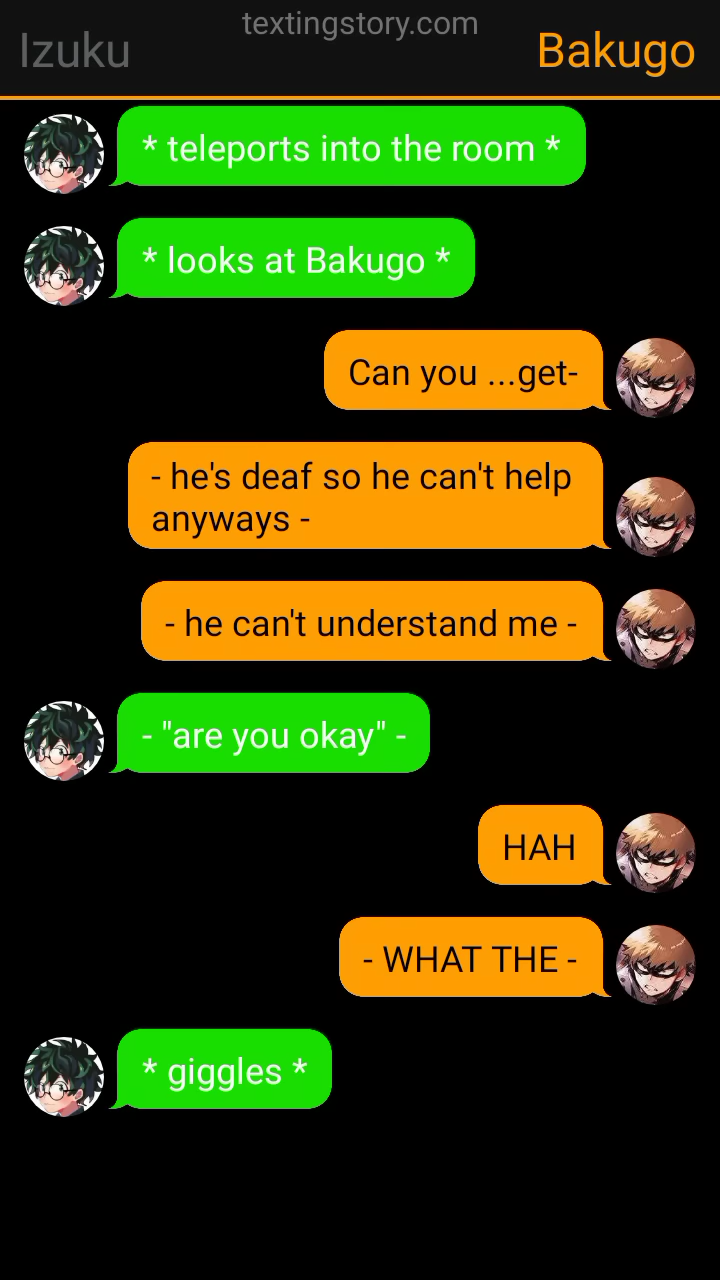 textingstory.com
Izuku
Bakugo
* teleports into the room *
* looks at Bakugo *
Can you ...get-
- he's deaf so he can't help
anyways -
- he can't understand me -
- "are you okay" -
HAH
- WHAT THE -
* giggles *